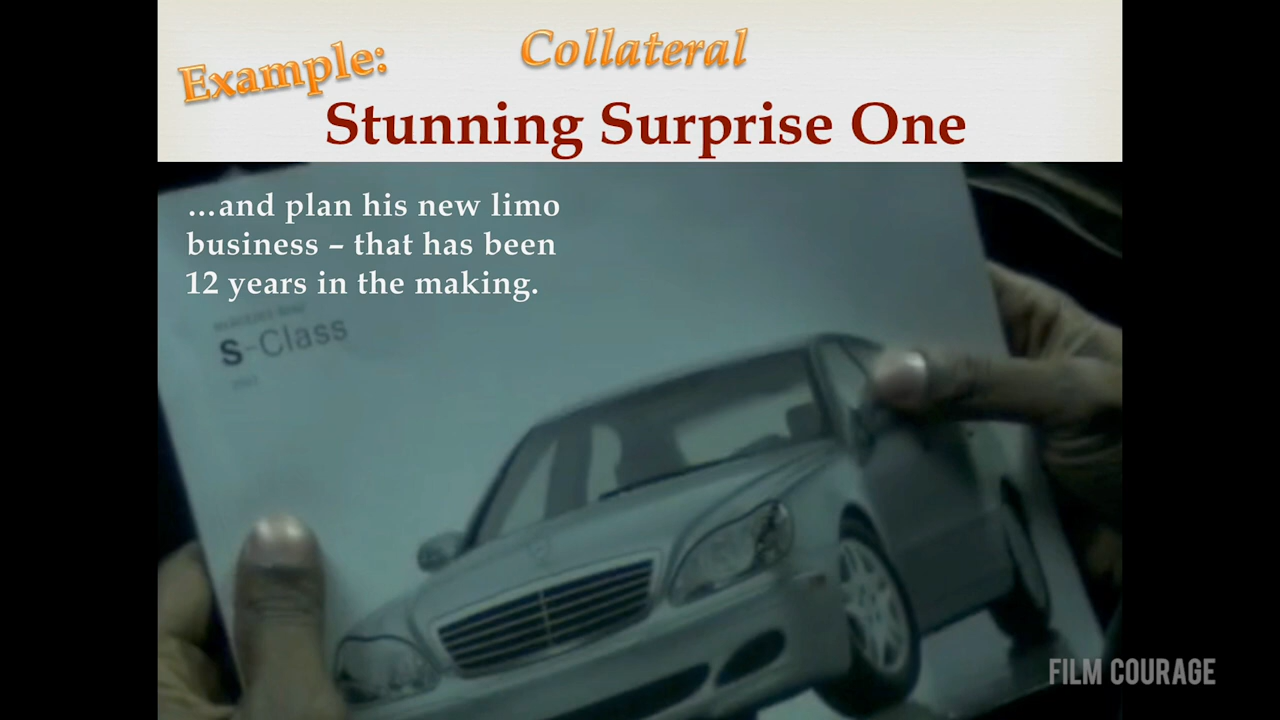 Example:
Collateral
Stunning Surprise One
…and plan his new limo
business – that has been
12 years in the making.
s-Class
FILM COURAGE